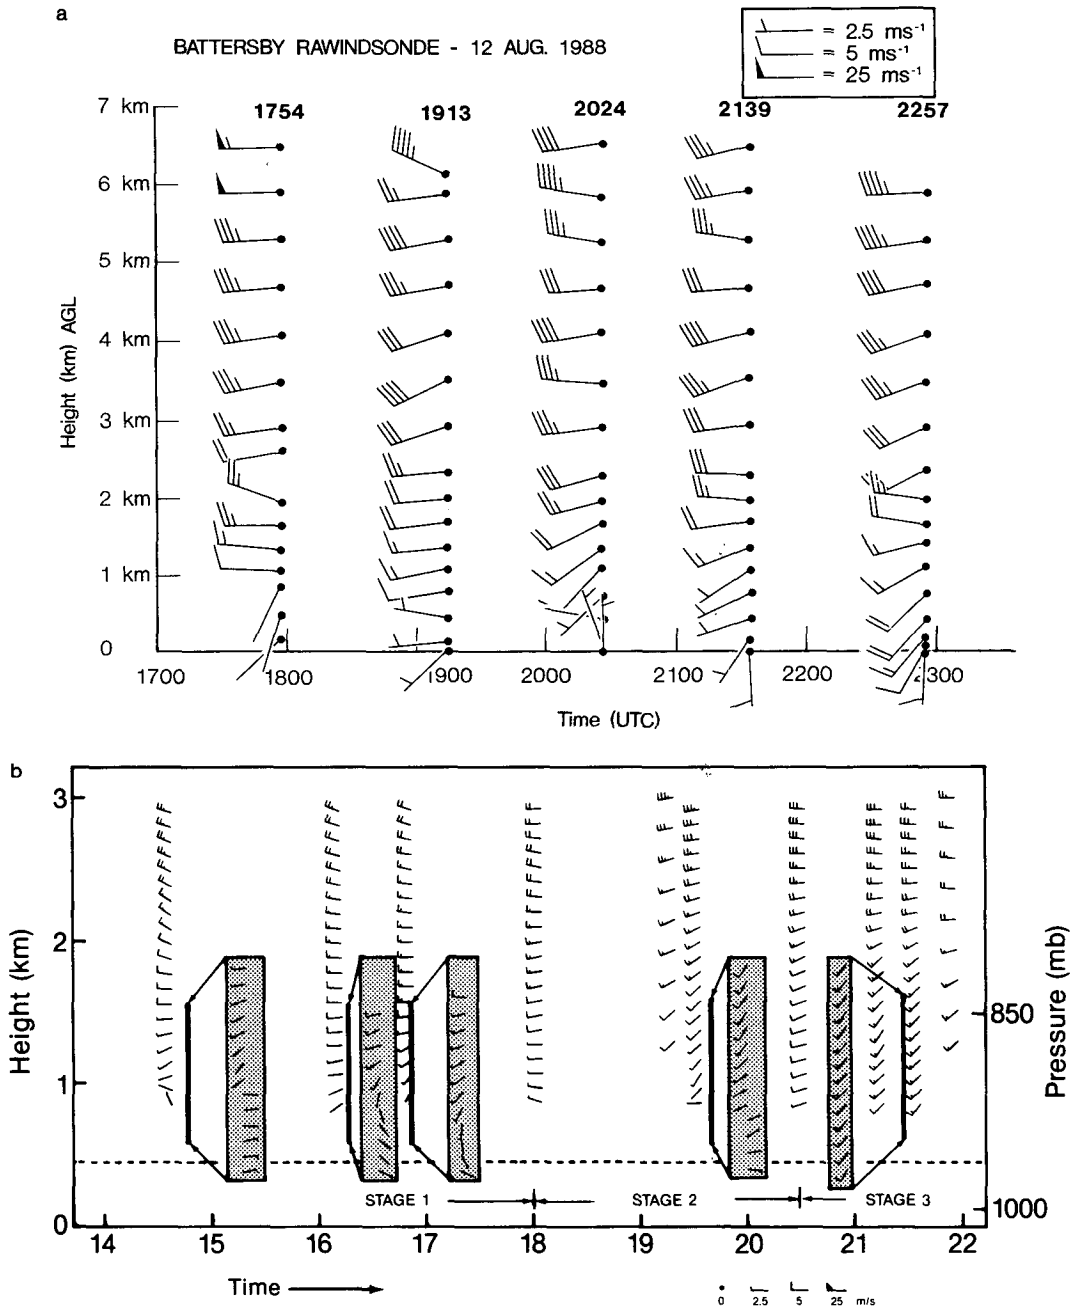 a
BATTERSBY RAWINDSONDE - 12 AUG. 1988
= 2.5 ms⁻¹
= 5 ms⁻¹
= 25 ms⁻¹
1754 1913 2024 2139 2257
7 km
6 km
5 km
4 km
3 km
2 km
1 km
0
Height (km) AGL
1700 1800 1900 2000 2100 2200 2300
Time (UTC)
b
3
2
1
0
Height (km)
850
1000
Pressure (mb)
STAGE 1 STAGE 2 STAGE 3
14 15 16 17 18 19 20 21 22
Time
0 2.5 5 25 m/s